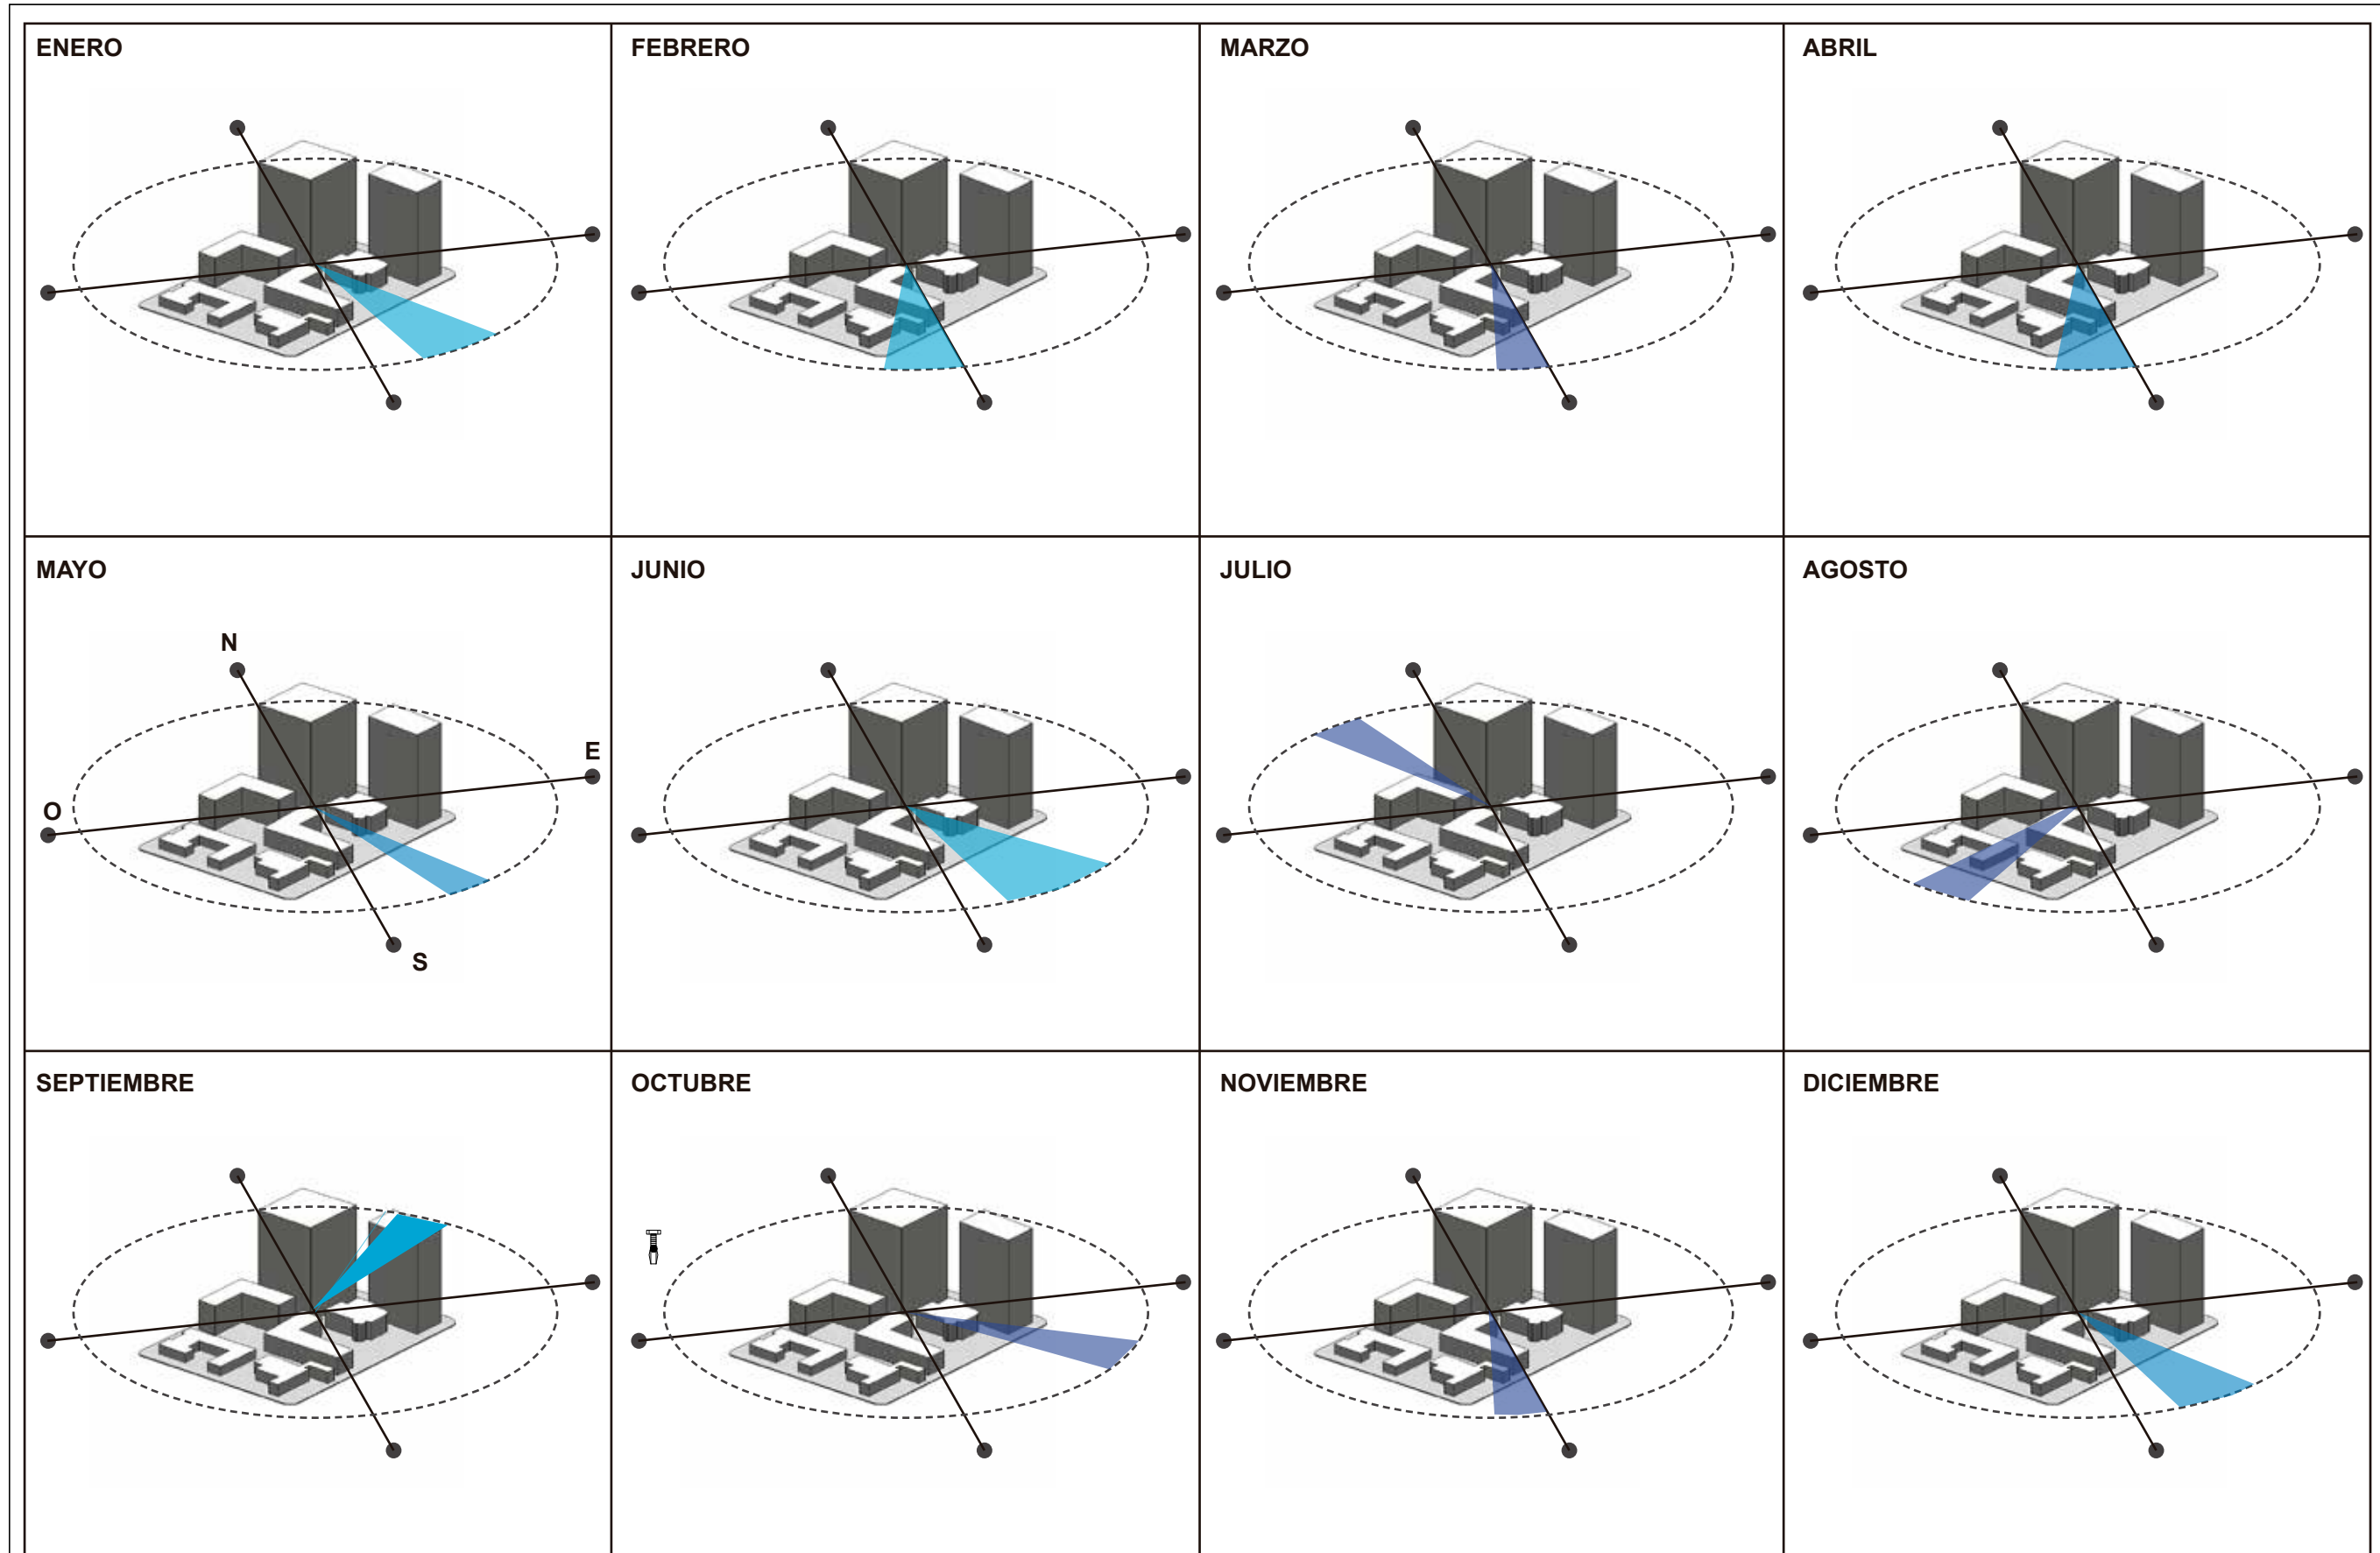 ENERO
FEBRERO
MARZO
ABRIL
MAYO
JUNIO
JULIO
AGOSTO
N
E
O
S
SEPTIEMBRE
OCTUBRE
NOVIEMBRE
DICIEMBRE